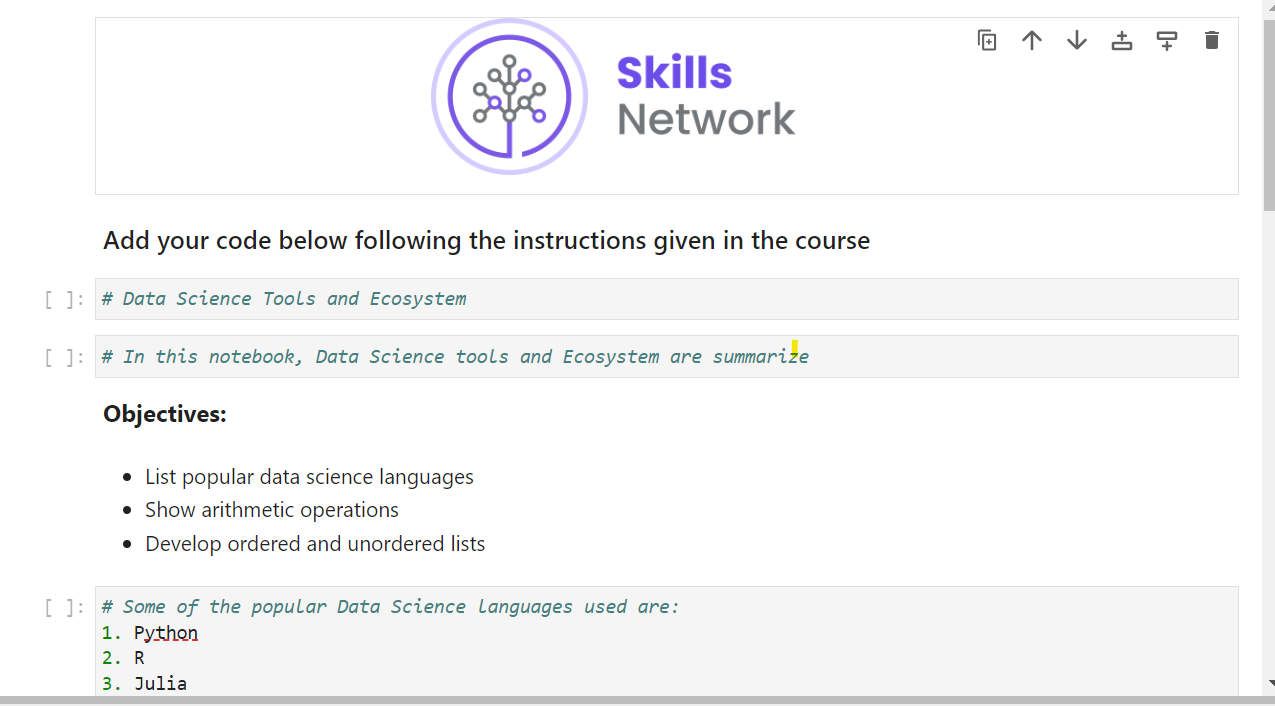 Skills
Network
Add your code below following the instructions given in the course
[ ]: # Data Science Tools and Ecosystem
[ ]: # In this notebook, Data Science tools and Ecosystem are summarize
Objectives:
• List popular data science languages
• Show arithmetic operations
• Develop ordered and unordered lists
[ ]: # Some of the popular Data Science languages used are:
1. Python
2. R
3. Julia